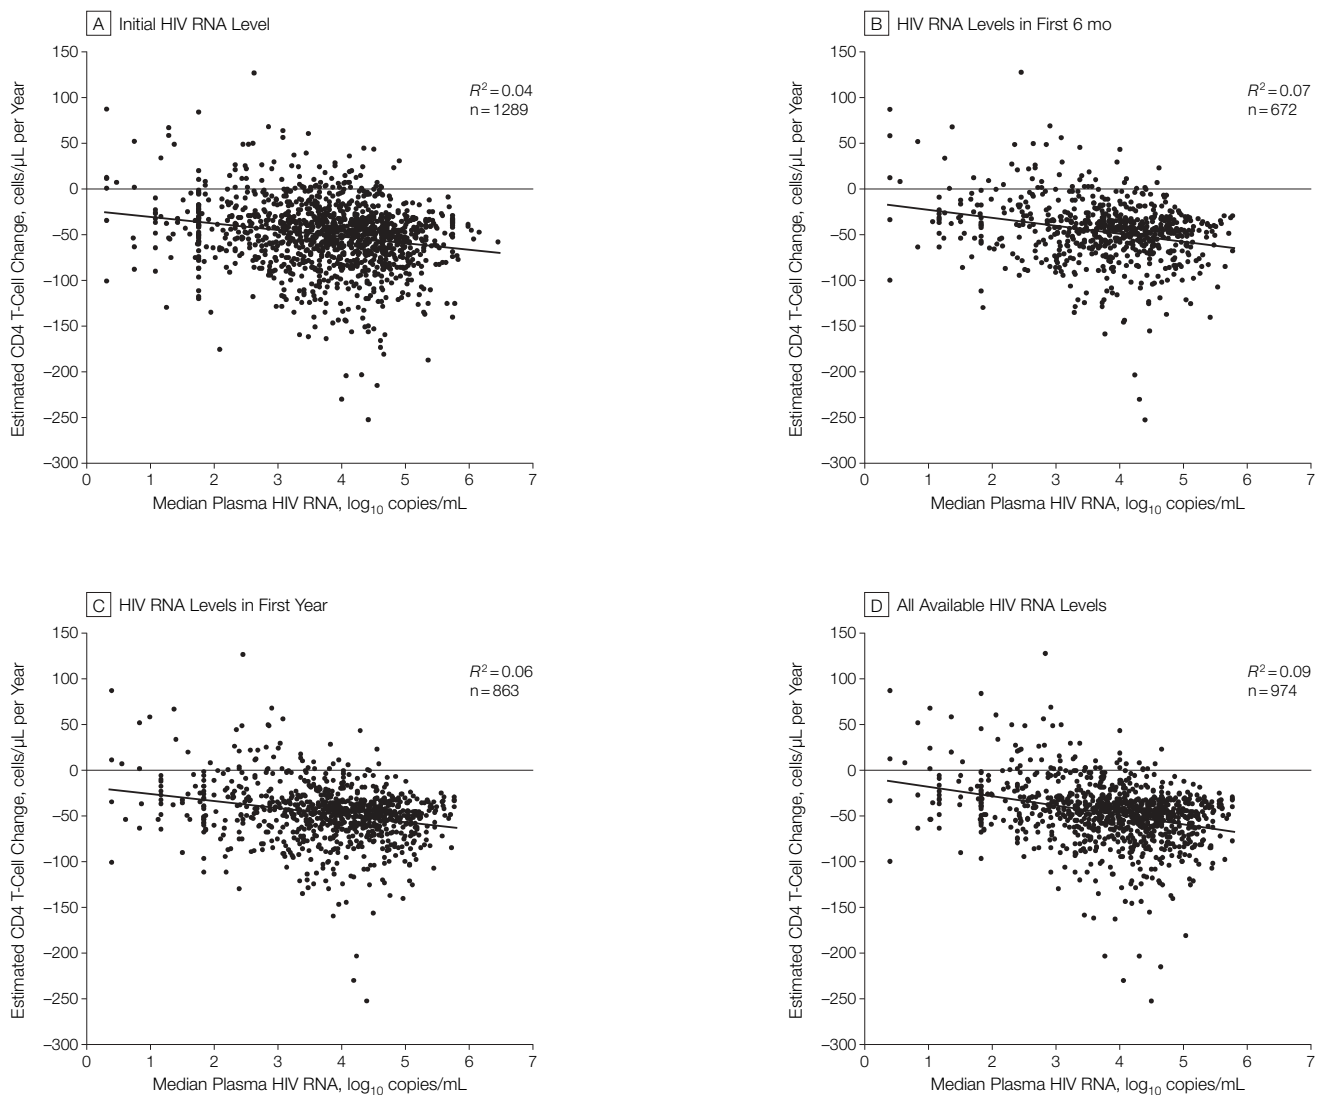 A Initial HIV RNA Level
150
100
50
0
–50
–100
–150
–200
–250
–300
Estimated CD4 T-Cell Change, cells/μL per Year
R² = 0.04
n = 1289
0 1 2 3 4 5 6 7
Median Plasma HIV RNA, log₁₀ copies/mL
B HIV RNA Levels in First 6 mo
150
100
50
0
–50
–100
–150
–200
–250
–300
Estimated CD4 T-Cell Change, cells/μL per Year
R² = 0.07
n = 672
0 1 2 3 4 5 6 7
Median Plasma HIV RNA, log₁₀ copies/mL
C HIV RNA Levels in First Year
150
100
50
0
–50
–100
–150
–200
–250
–300
Estimated CD4 T-Cell Change, cells/μL per Year
R² = 0.06
n = 863
0 1 2 3 4 5 6 7
Median Plasma HIV RNA, log₁₀ copies/mL
D All Available HIV RNA Levels
150
100
50
0
–50
–100
–150
–200
–250
–300
Estimated CD4 T-Cell Change, cells/μL per Year
R² = 0.09
n = 974
0 1 2 3 4 5 6 7
Median Plasma HIV RNA, log₁₀ copies/mL